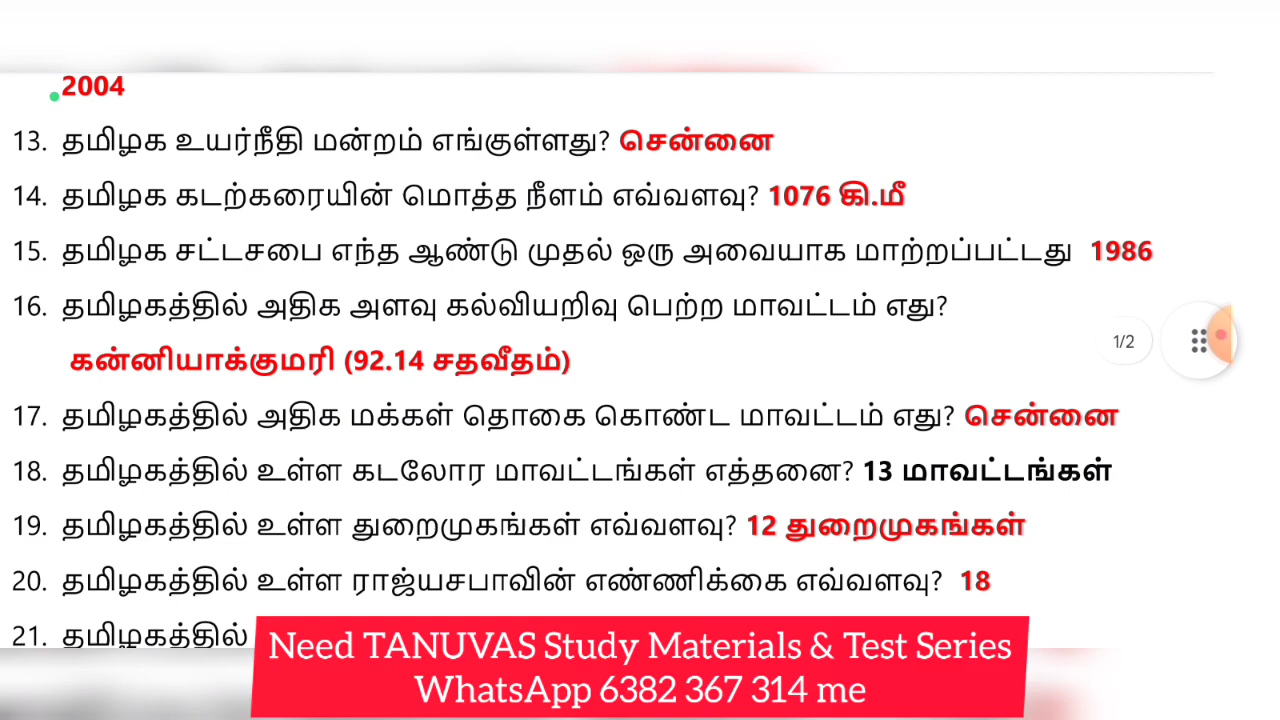 2004
13. தமிழக உயர்நீதி மன்றம் எங்குள்ளது? சென்னை
14. தமிழக கடற்கரையின் மொத்த நீளம் எவ்வளவு? 1076 கி.மீ
15. தமிழக சட்டசபை எந்த ஆண்டு முதல் ஒரு அவையாக மாற்றப்பட்டது 1986
16. தமிழகத்தில் அதிக அளவு கல்வியறிவு பெற்ற மாவட்டம் எது?
கன்னியாக்குமரி (92.14 சதவீதம்)
17. தமிழகத்தில் அதிக மக்கள் தொகை கொண்ட மாவட்டம் எது? சென்னை
18. தமிழகத்தில் உள்ள கடலோர மாவட்டங்கள் எத்தனை? 13 மாவட்டங்கள்
19. தமிழகத்தில் உள்ள துறைமுகங்கள் எவ்வளவு? 12 துறைமுகங்கள்
20. தமிழகத்தில் உள்ள ராஜ்யசபாவின் எண்ணிக்கை எவ்வளவு? 18
21. தமிழகத்தில்
1/2
Need TANUVAS Study Materials & Test Series
WhatsApp 6382 367 314 me